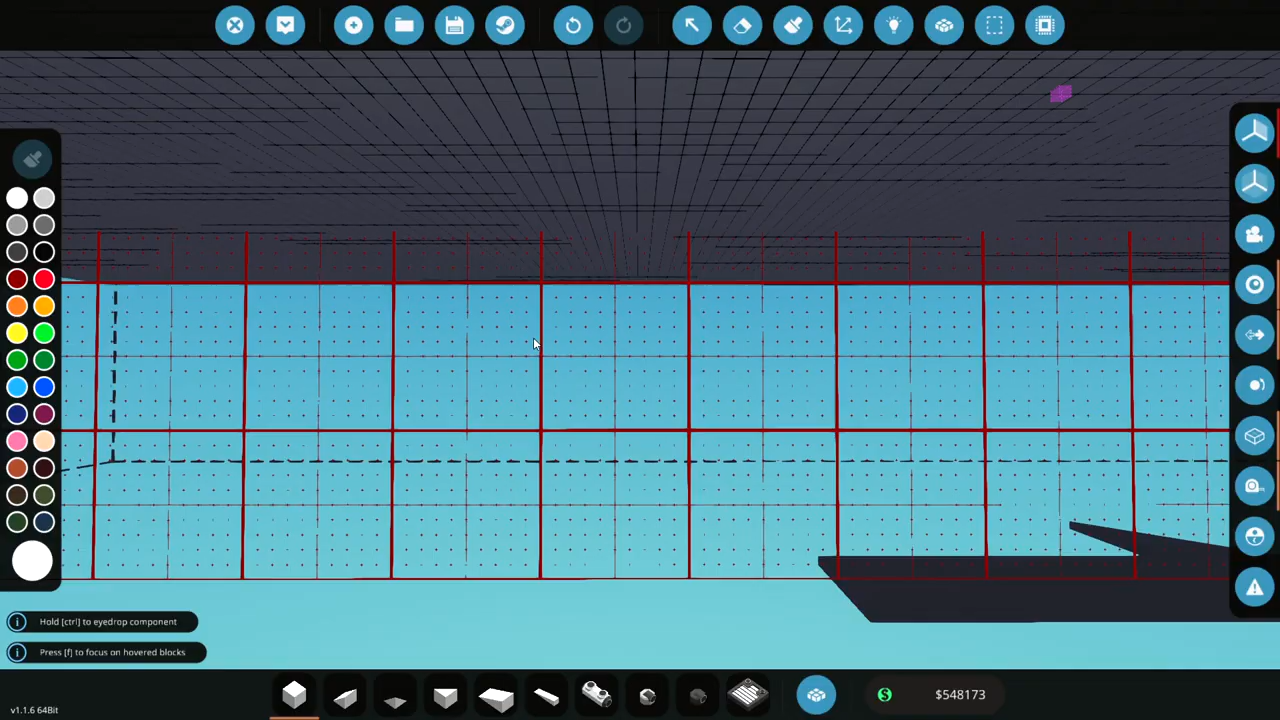 Hold [ctrl] to eyedrop component
Press [f] to focus on hovered blocks
v1.1.6 64Bit
$548173